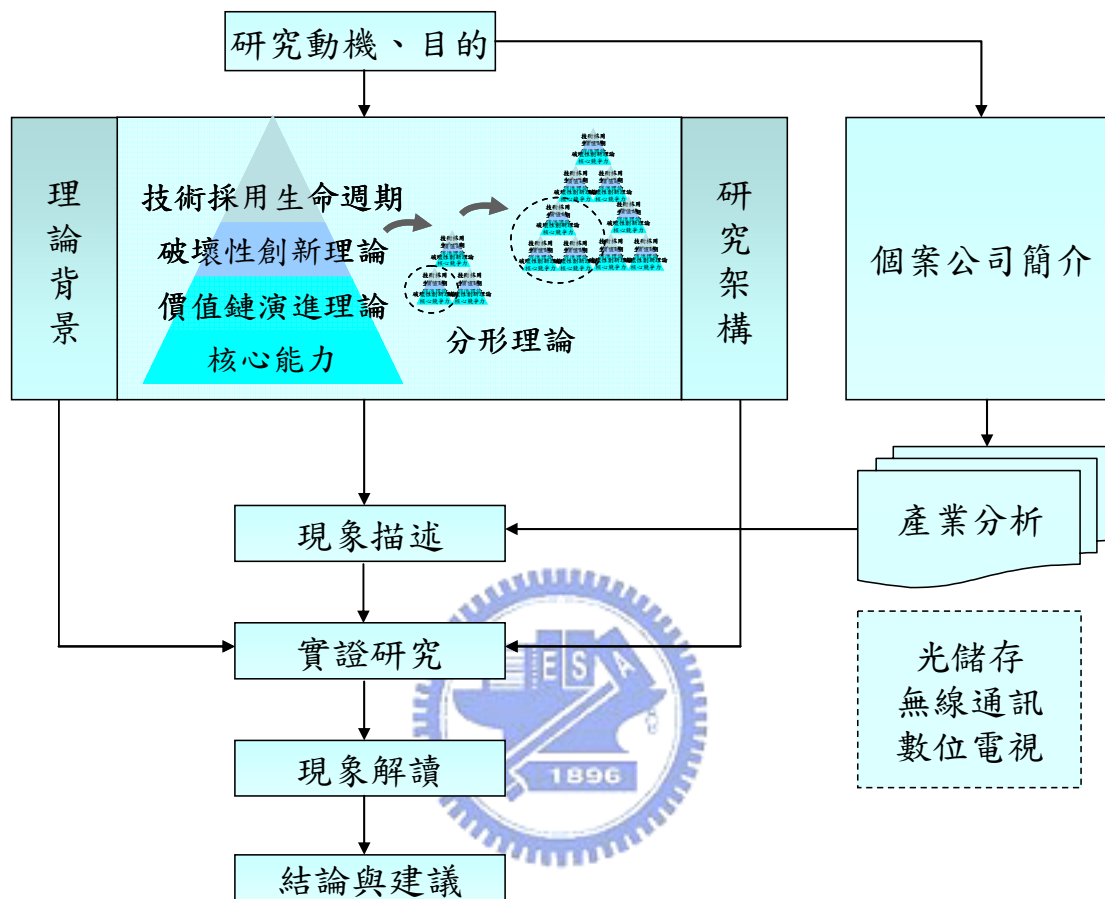 研究動機、目的
理論背景
技術採用生命週期
破壞性創新理論
價值鏈演進理論
核心能力
分形理論
研究架構
個案公司簡介
產業分析
現象描述
實證研究
光儲存
無線通訊
數位電視
現象解讀
結論與建議
ESA
1896